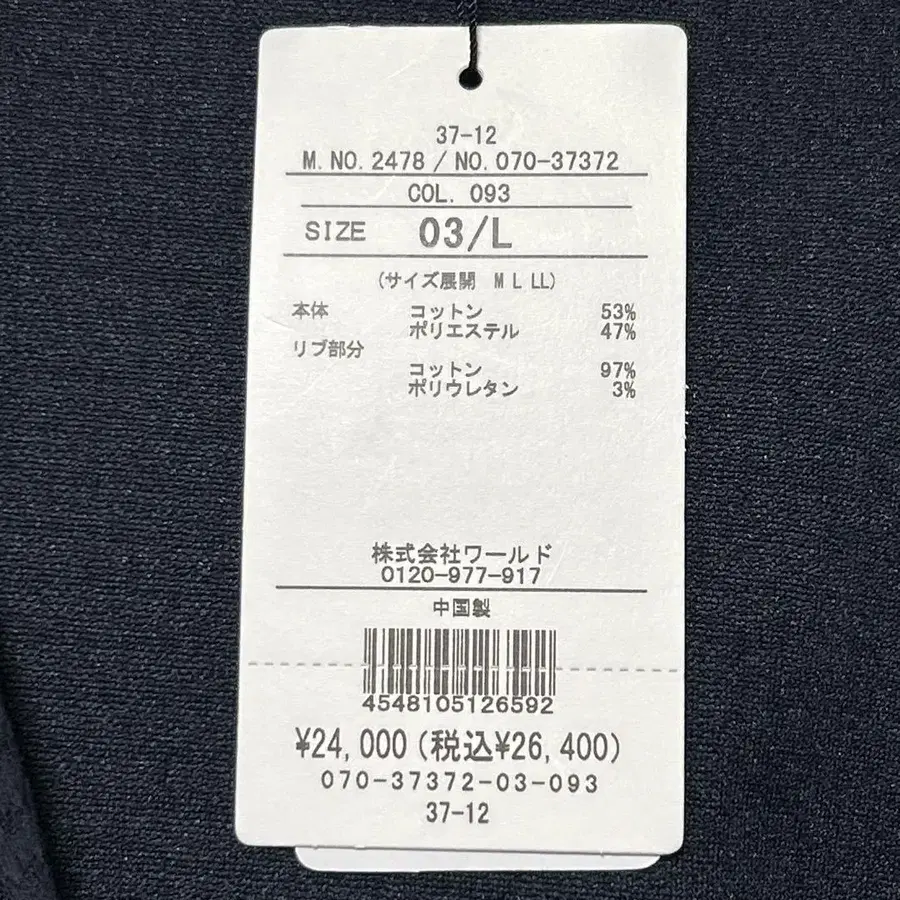 37-12
M. NO. 2478 / NO. 070-37372
COL. 093
SIZE 03/L
(サイズ展開 M L LL)
本体 コットン 53%
ポリエステル 47%
リブ部分
コットン 97%
ポリウレタン 3%
株式会社ワールド
0120-977-917
中国製
4548105126592
¥24,000 (税込¥26,400)
070-37372-03-093
37-12